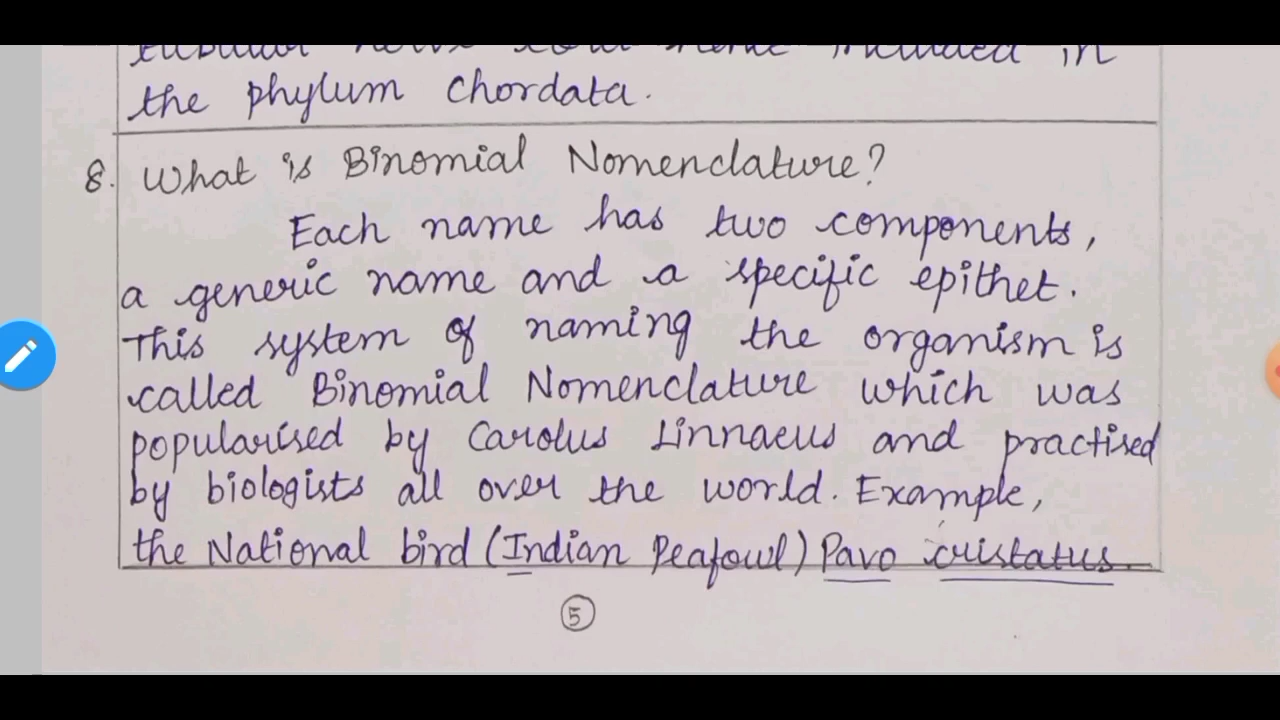 included in
the phylum chordata.
8. What is Binomial Nomenclature?
Each name has two components,
a generic name and a specific epithet.
This system of naming the organism is
called Binomial Nomenclature which was
popularised by Carolus Linnaeus and practised
by biologists all over the world. Example,
the National bird (Indian Peafowl) Pavo cristatus.
5